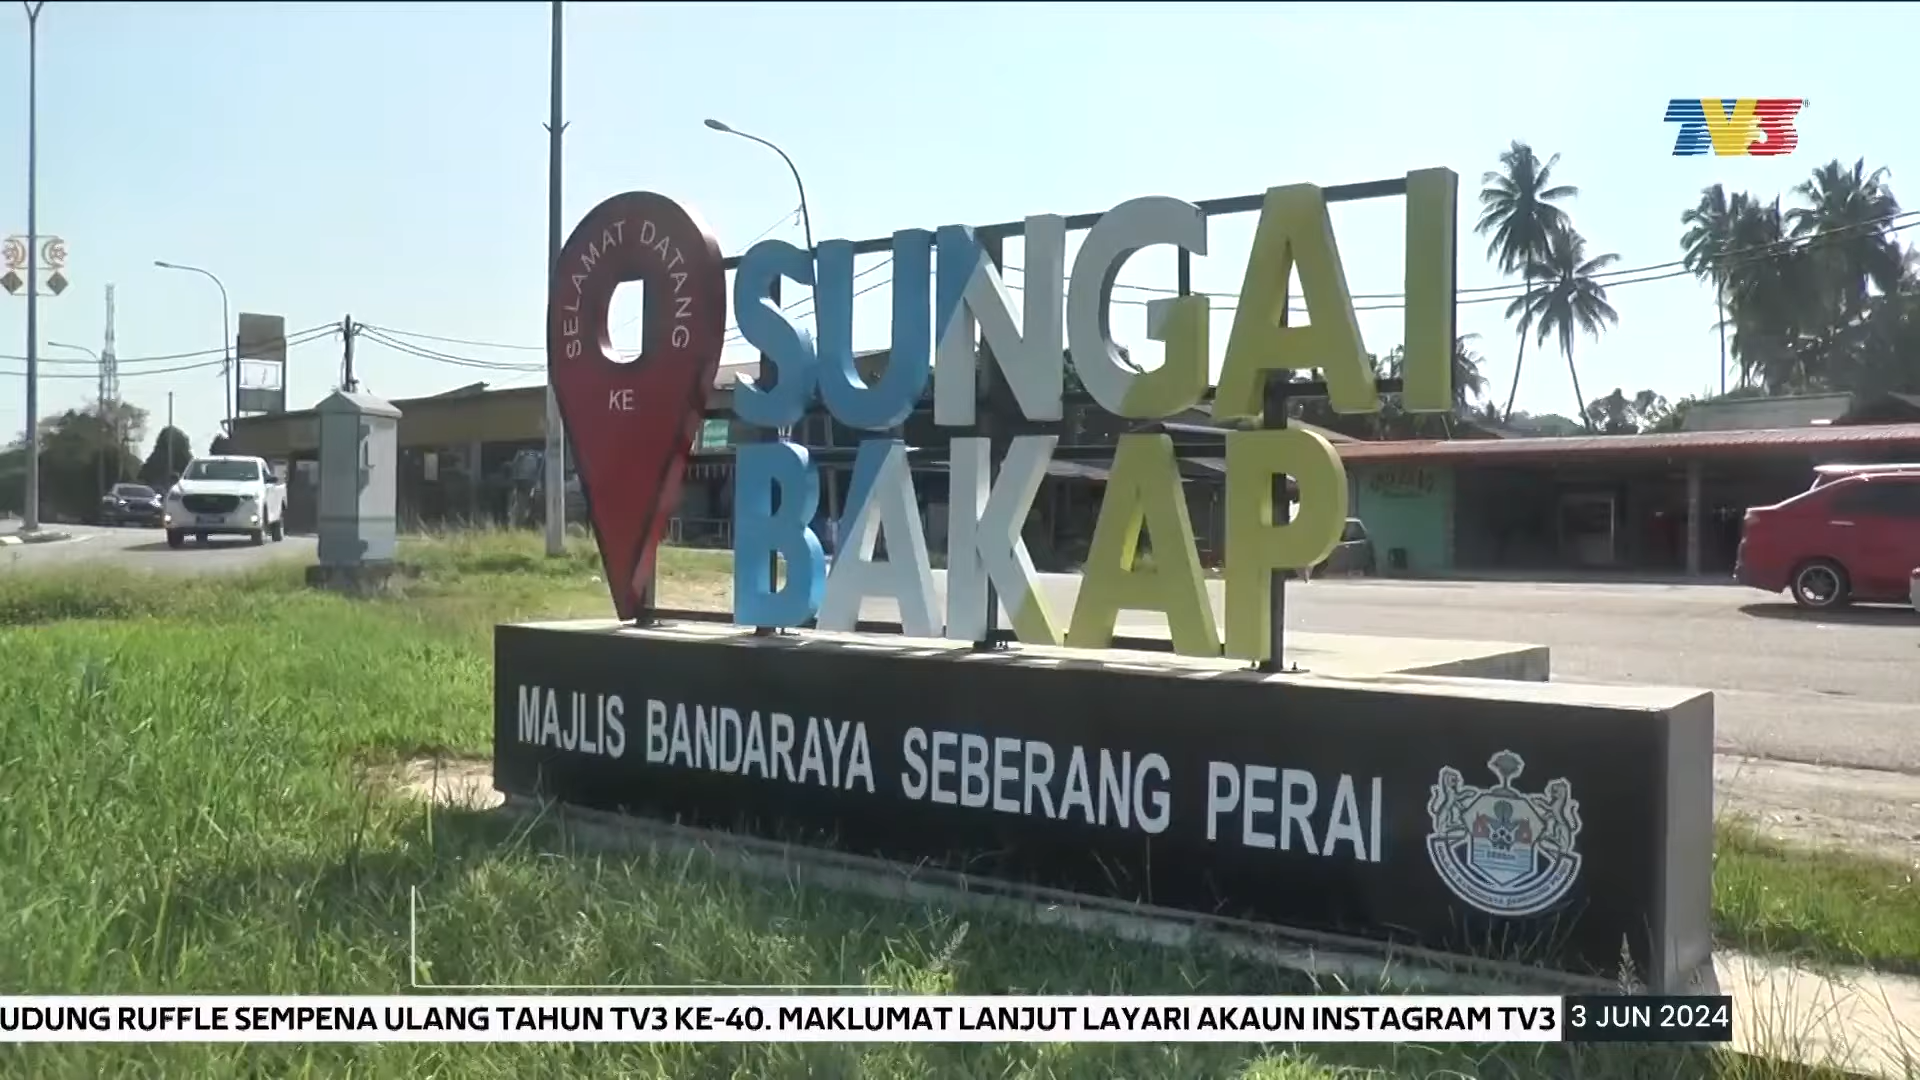 TV3
SELAMAT DATANG
KE
SUNGAI
BAKAP
MAJLIS BANDARAYA SEBERANG PERAI
UDUNG RUFFLE SEMPENA ULANG TAHUN TV3 KE-40. MAKLUMAT LANJUT LAYARI AKAUN INSTAGRAM TV3
3 JUN 2024